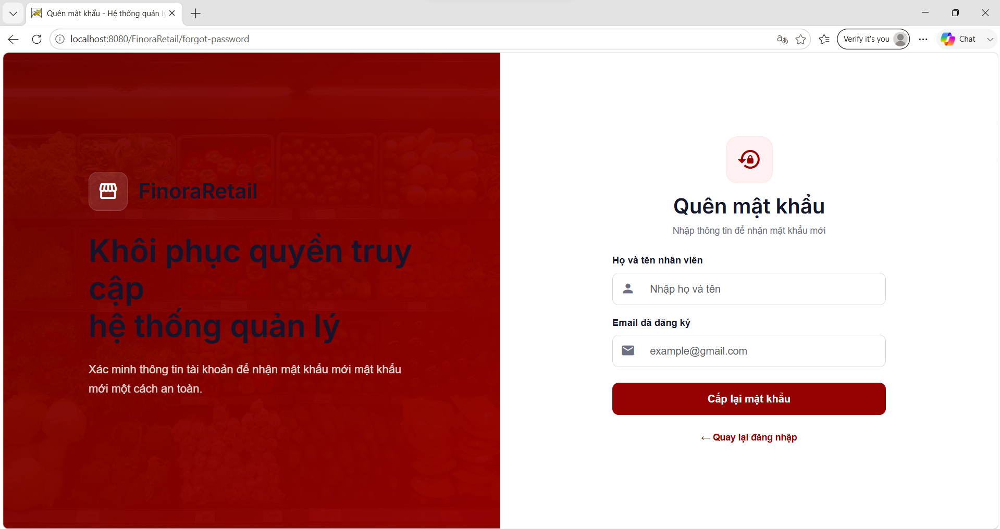 Quên mật khẩu - Hệ thống quản
localhost:8080/FinoraRetail/forgot-password
Verify it's you
Chat
FinoraRetail
Khôi phục quyền truy
cập
hệ thống quản lý
Xác minh thông tin tài khoản để nhận mật khẩu mới mật khẩu
mới một cách an toàn.
Quên mật khẩu
Nhập thông tin để nhận mật khẩu mới
Họ và tên nhân viên
Nhập họ và tên
Email đã đăng ký
example@gmail.com
Cấp lại mật khẩu
← Quay lại đăng nhập